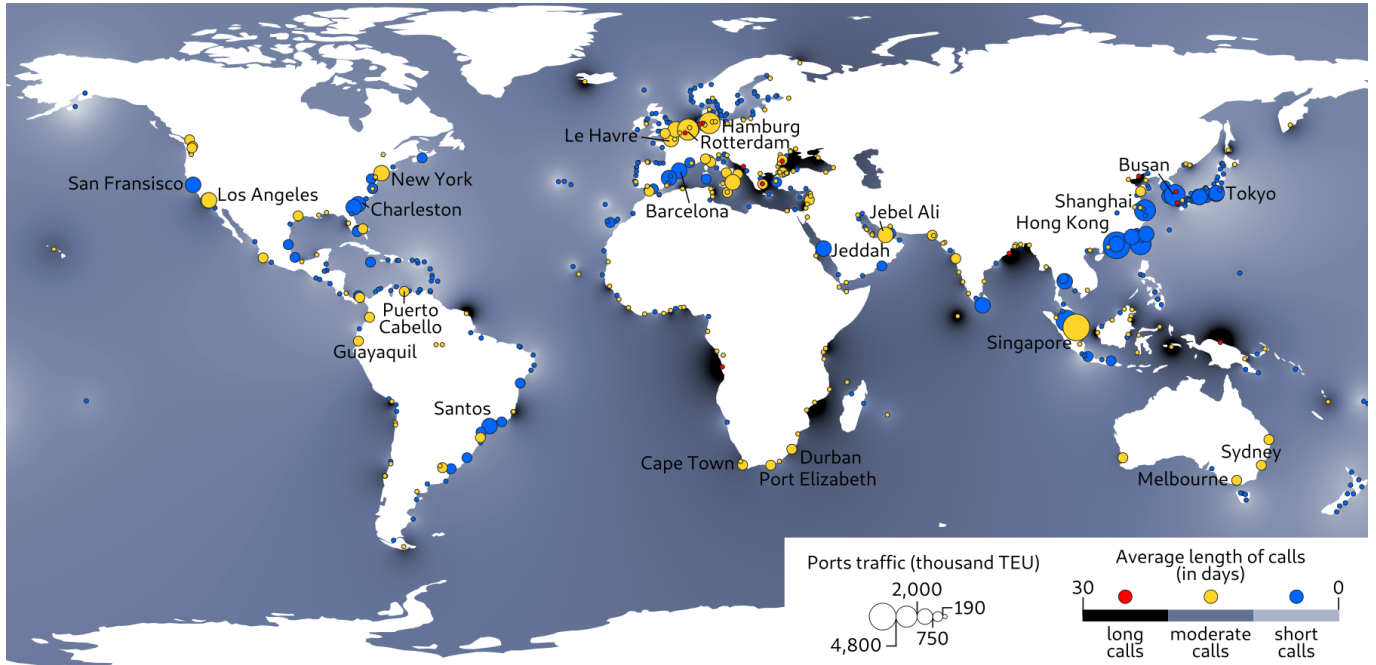 Le Havre
Hamburg
Rotterdam
San Fransisco
Los Angeles
New York
Charleston
Barcelona
Busan
Tokyo
Shanghai
Hong Kong
Jebel Ali
Jeddah
Puerto
Cabello
Guayaquil
Singapore
Santos
Cape Town
Durban
Port Elizabeth
Sydney
Melbourne
Ports traffic (thousand TEU)
2,000
190
4,800
750
Average length of calls
(in days)
30
0
long
calls
moderate
calls
short
calls